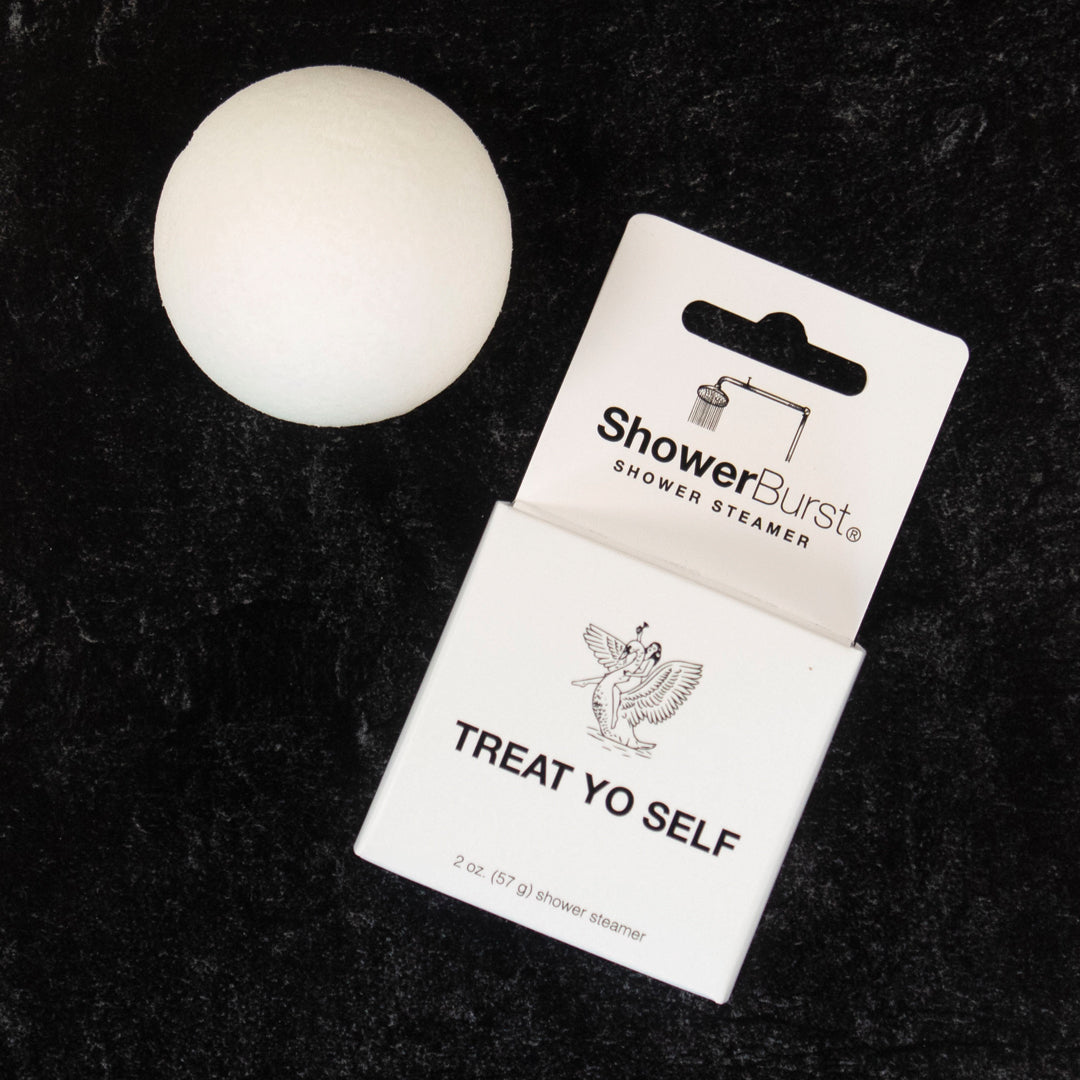 ShowerBurst®
SHOWER STEAMER
TREAT YO SELF
2 oz. (57 g) shower steamer